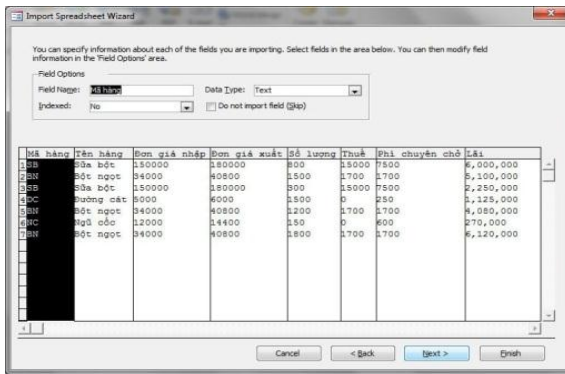 Import Spreadsheet Wizard
You can specify information about each of the fields you are importing. Select fields in the area below. You can then modify field
information in the 'Field Options' area.
Field Options
Field Name: Mã hàng Data Type: Text
Indexed: No Do not import field (Skip)
Mã hàng Tên hàng Đơn giá nhập Đơn giá xuất Số lượng Thuế Phí chuyên chở Lãi
1 SB Sữa bột 150000 180000 800 15000 7500 6,000,000
2 BN Bột ngọt 34000 40800 1500 1700 1700 5,100,000
3 SB Sữa bột 150000 180000 300 15000 7500 2,250,000
4 DC Đường cát 5000 6000 1500 0 250 1,125,000
5 BN Bột ngọt 34000 40800 1200 1700 1700 4,080,000
6 NC Ngũ cốc 12000 14400 150 0 600 270,000
7 BN Bột ngọt 34000 40800 1800 1700 1700 6,120,000
Cancel < Back Next > Finish